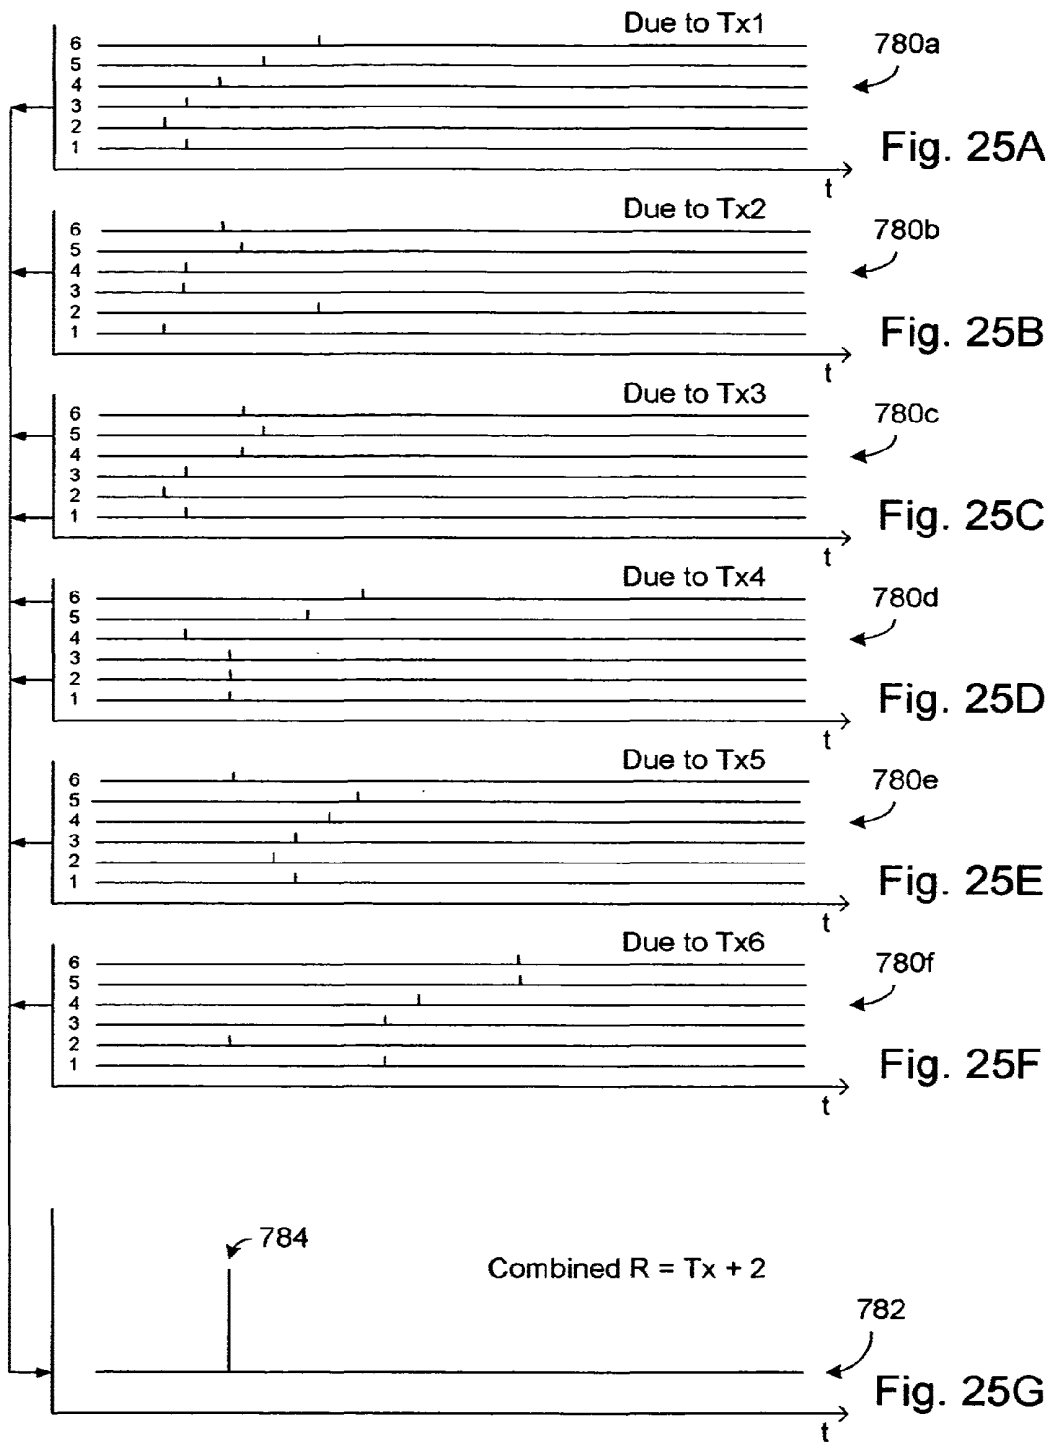 Due to Tx1
6
5
4
3
2
1
780a
Fig. 25A
t
Due to Tx2
6
5
4
3
2
1
780b
Fig. 25B
t
Due to Tx3
6
5
4
3
2
1
780c
Fig. 25C
t
Due to Tx4
6
5
4
3
2
1
780d
Fig. 25D
t
Due to Tx5
6
5
4
3
2
1
780e
Fig. 25E
t
Due to Tx6
6
5
4
3
2
1
780f
Fig. 25F
t
784
Combined R = Tx + 2
782
Fig. 25G
t